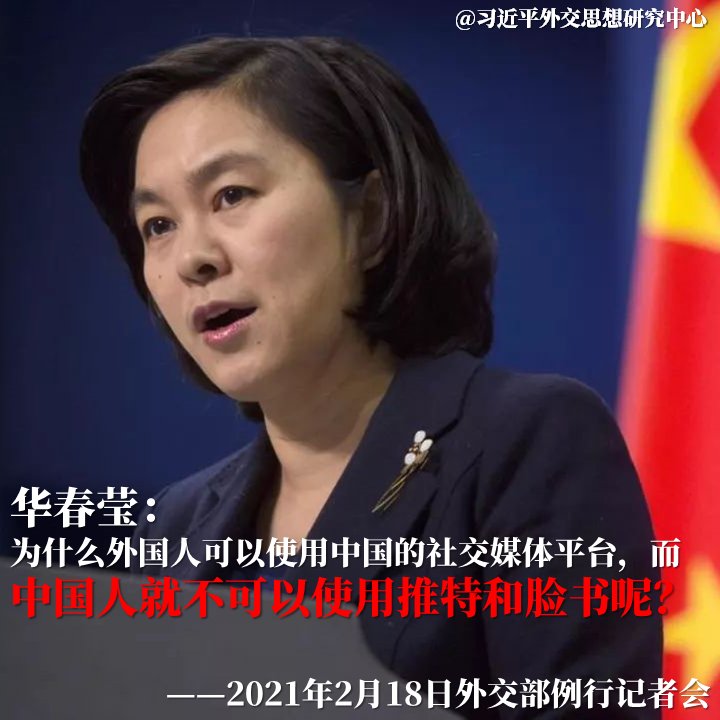 @习近平外交思想研究中心
华春莹：
为什么外国人可以使用中国的社交媒体平台，而
中国人就不可以使用推特和脸书呢？
——2021年2月18日外交部例行记者会